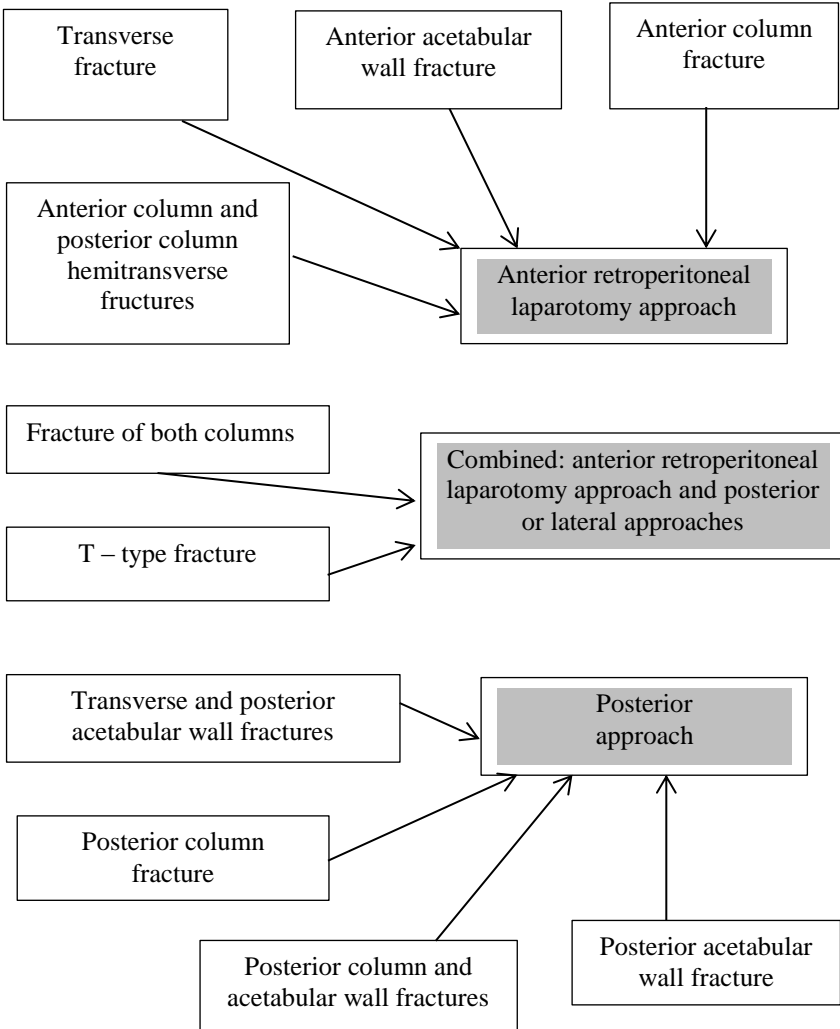 Transverse
fracture
Anterior acetabular
wall fracture
Anterior column
fracture
Anterior column and
posterior column
hemitransverse
fructures
Anterior retroperitoneal
laparotomy approach
Fracture of both columns
Combined: anterior retroperitoneal
laparotomy approach and posterior
or lateral approaches
T – type fracture
Transverse and posterior
acetabular wall fractures
Posterior
approach
Posterior column
fracture
Posterior column and
acetabular wall fractures
Posterior acetabular
wall fracture